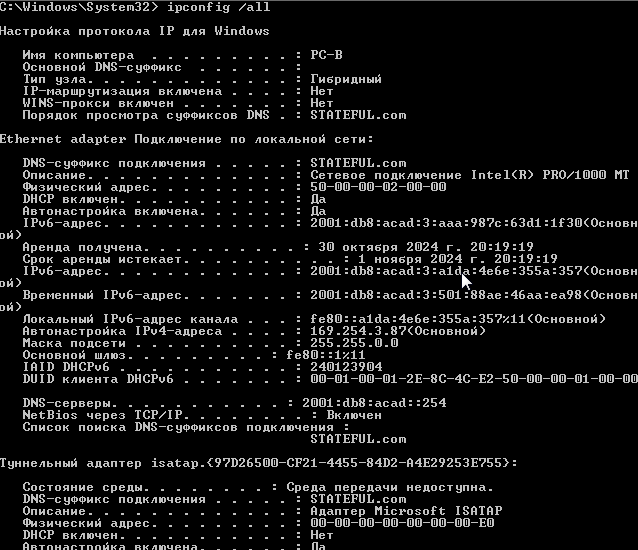 C:\Windows\System32> ipconfig /all
Настройка протокола IP для Windows
Имя компьютера . . . . . . . . . : PC-B
Основной DNS-суффикс . . . . . . :
Тип узла. . . . . . . . . . . . . : Гибридный
IP-маршрутизация включена . . . . : Нет
WINS-прокси включен . . . . . . . : Нет
Порядок просмотра суффиксов DNS . : STATEFUL.com
Ethernet adapter Подключение по локальной сети:
DNS-суффикс подключения . . . . . : STATEFUL.com
Описание. . . . . . . . . . . . . : Сетевое подключение Intel(R) PRO/1000 MT
Физический адрес. . . . . . . . . : 50-00-00-02-00-00
DHCP включен. . . . . . . . . . . : Да
Автонастройка включена. . . . . . : Да
IPv6-адрес. . . . . . . . . . . . : 2001:db8:acad:3:aaa:987c:63d1:1f30(Основн
ой)
Аренда получена. . . . . . . . . . : 30 октября 2024 г. 20:19:19
Срок аренды истекает. . . . . . . . . . : 1 ноября 2024 г. 20:19:19
IPv6-адрес. . . . . . . . . . . . : 2001:db8:acad:3:a1da:4e6e:355a:357(Основн
ой)
Временный IPv6-адрес. . . . . . . : 2001:db8:acad:3:501:88ae:46aa:ea98(Основн
ой)
Локальный IPv6-адрес канала . . . : fe80::a1da:4e6e:355a:357%11(Основной)
Автонастройка IPv4-адреса . . . . : 169.254.3.87(Основной)
Маска подсети . . . . . . . . . . : 255.255.0.0
Основной шлюз. . . . . . . . . : fe80::1%11
IAID DHCPv6 . . . . . . . . . . . : 240123904
DUID клиента DHCPv6 . . . . . . . : 00-01-00-01-2E-8C-4C-E2-50-00-00-01-00-00
DNS-серверы. . . . . . . . . . . : 2001:db8:acad::254
NetBios через TCP/IP. . . . . . . . : Включен
Список поиска DNS-суффиксов подключения :
STATEFUL.com
Туннельный адаптер isatap.{97D26500-CF21-4455-84D2-A4E29253E755}:
Состояние среды. . . . . . . . : Среда передачи недоступна.
DNS-суффикс подключения . . . . . : STATEFUL.com
Описание. . . . . . . . . . . . . : Адаптер Microsoft ISATAP
Физический адрес. . . . . . . . . : 00-00-00-00-00-00-00-E0
DHCP включен. . . . . . . . . . . : Нет
Автонастройка включена. . . . . . : Да